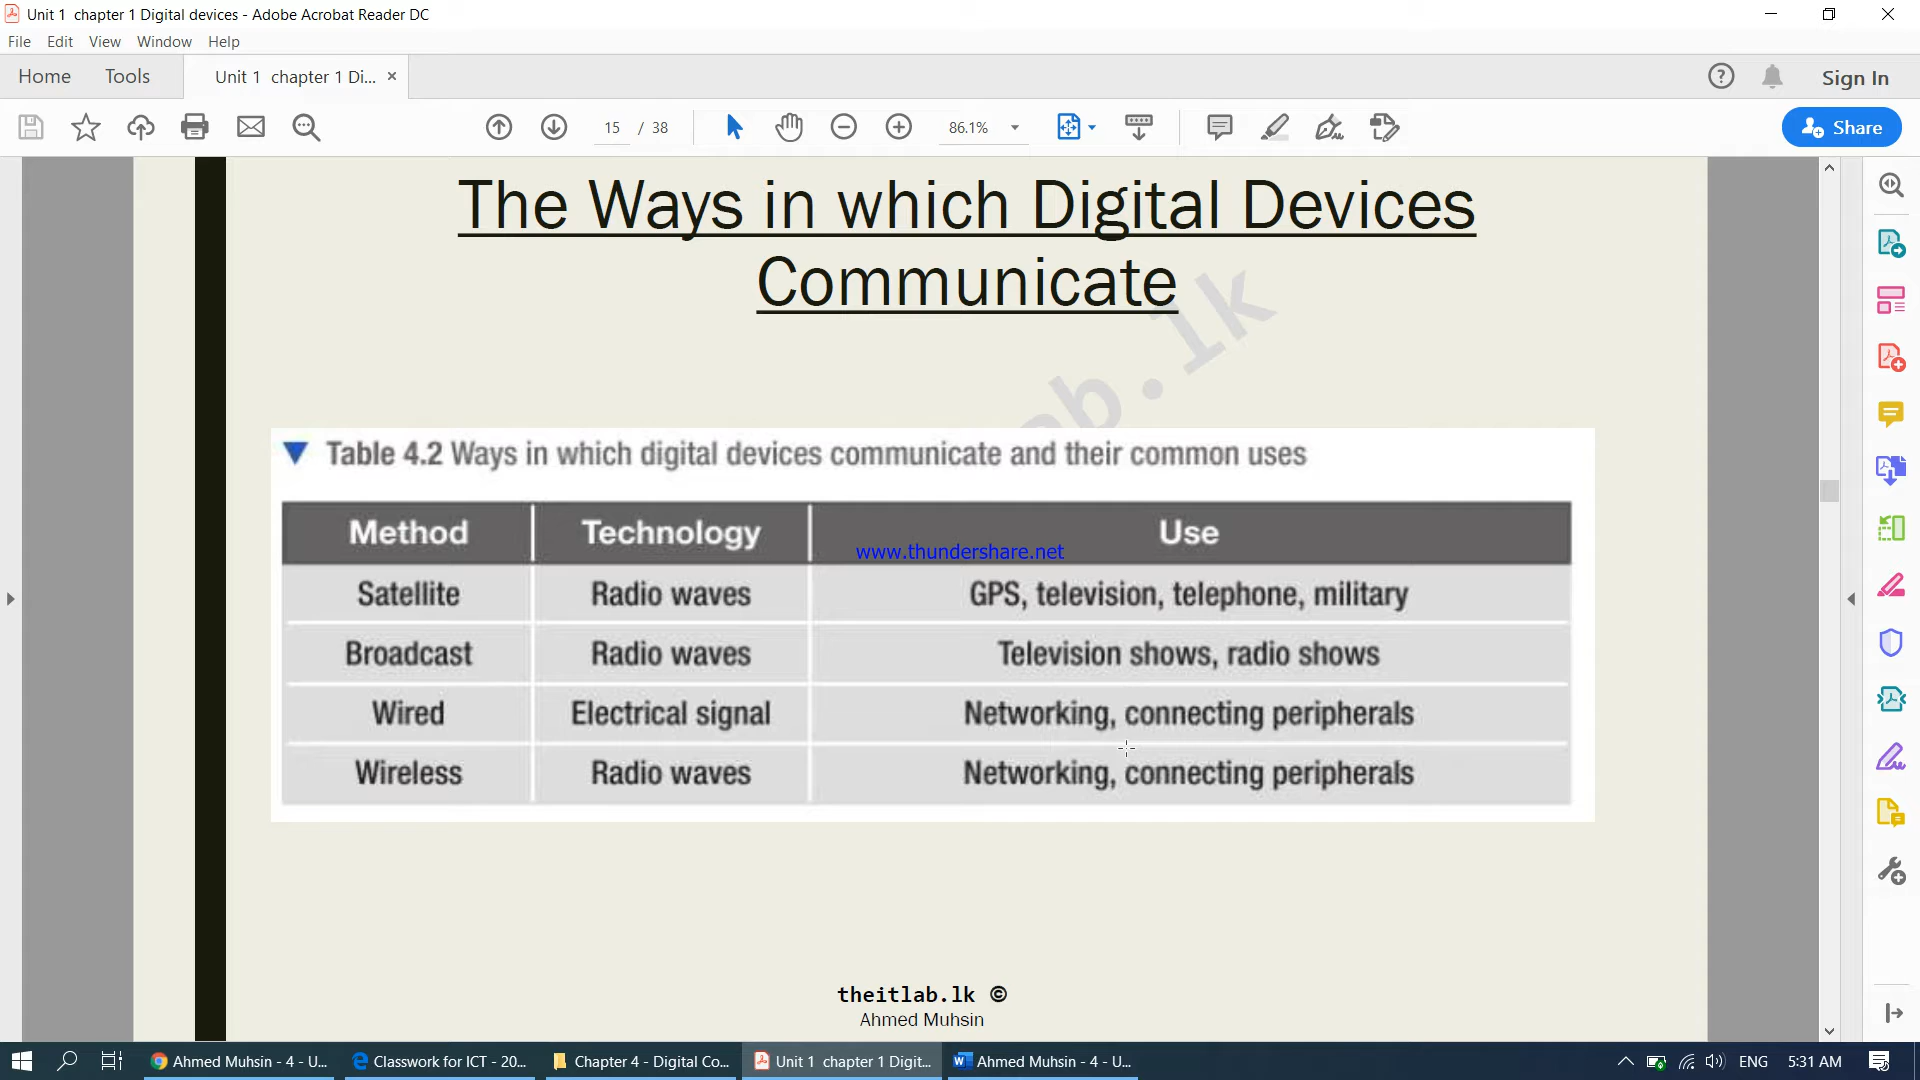 Unit 1  chapter 1 Digital devices - Adobe Acrobat Reader DC
File Edit View Window Help
Home Tools Unit 1  chapter 1 Di... Sign In
15 / 38 86.1% Share
The Ways in which Digital Devices
Communicate
lab.lk
Table 4.2 Ways in which digital devices communicate and their common uses
Method Technology Use
www.thundershare.net
Satellite Radio waves GPS, television, telephone, military
Broadcast Radio waves Television shows, radio shows
Wired Electrical signal Networking, connecting peripherals
Wireless Radio waves Networking, connecting peripherals
theitlab.lk ©
Ahmed Muhsin
Ahmed Muhsin - 4 - U... Classwork for ICT - 20... Chapter 4 - Digital Co... Unit 1  chapter 1 Digit... Ahmed Muhsin - 4 - U... ENG 5:31 AM